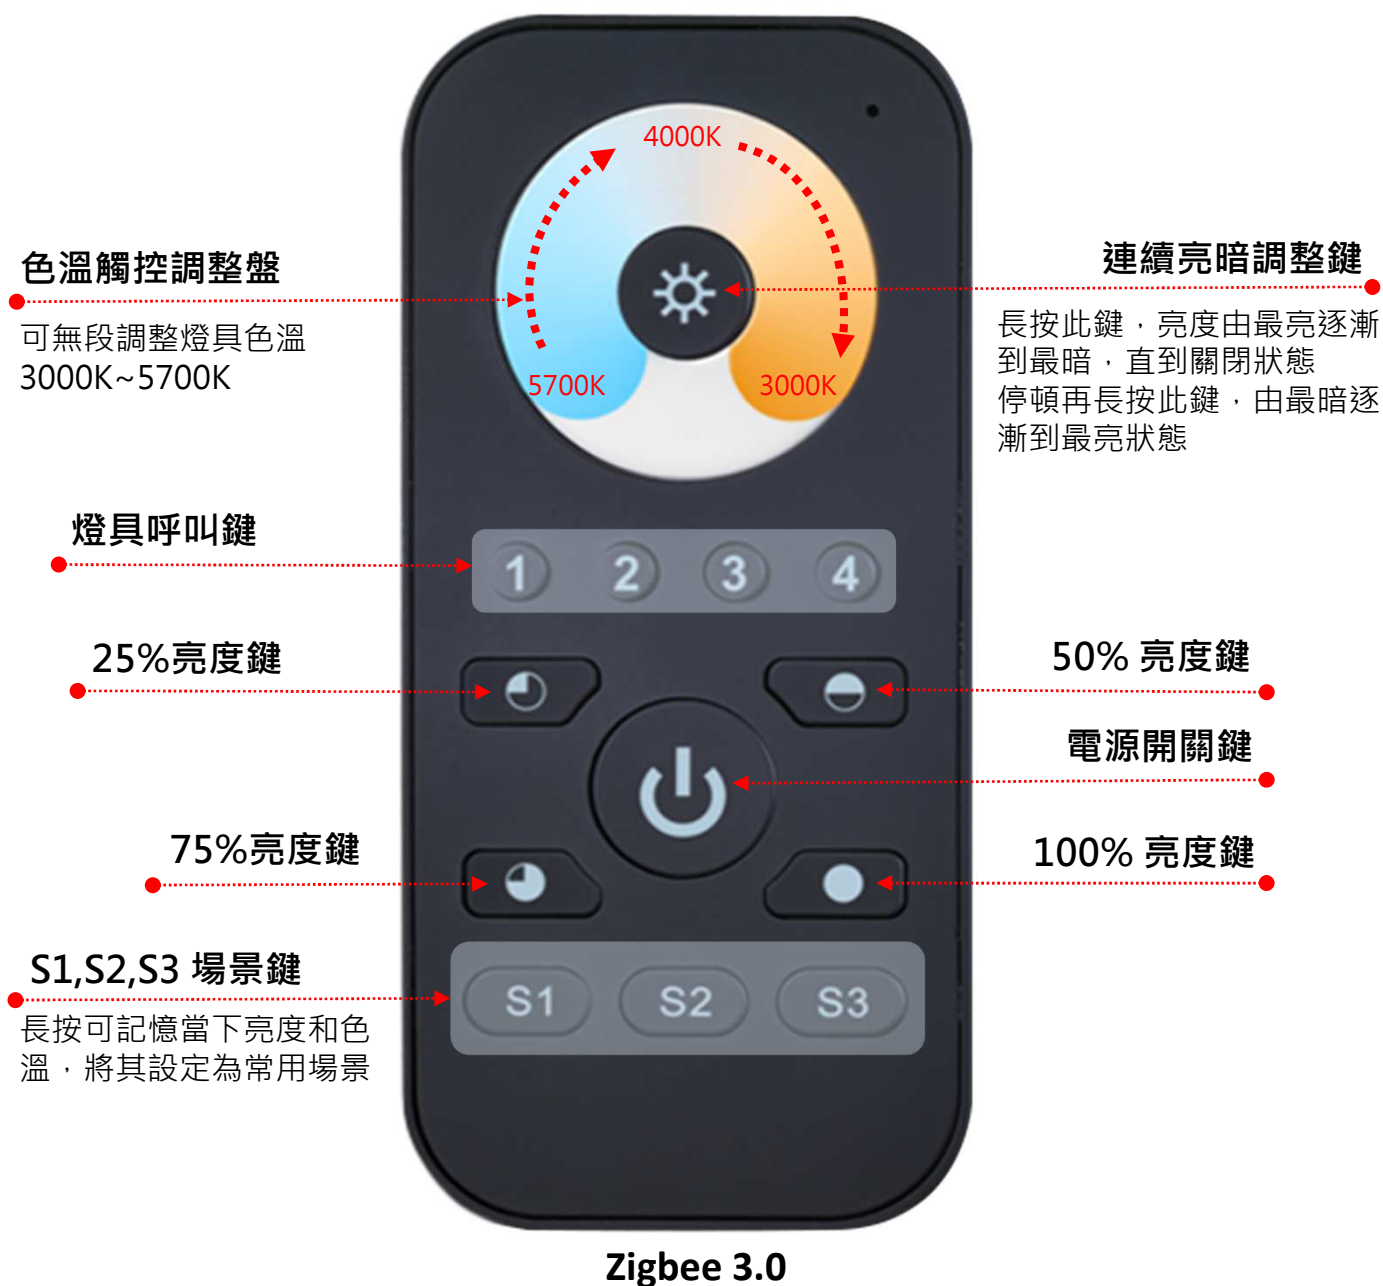 4000K
5700K
3000K
色溫觸控調整盤
可無段調整燈具色溫
3000K~5700K
連續亮暗調整鍵
長按此鍵，亮度由最亮逐漸
到最暗，直到關閉狀態
停頓再長按此鍵，由最暗逐
漸到最亮狀態
燈具呼叫鍵
1 2 3 4
25%亮度鍵
50% 亮度鍵
電源開關鍵
75%亮度鍵
100% 亮度鍵
S1,S2,S3 場景鍵
長按可記憶當下亮度和色
溫，將其設定為常用場景
S1 S2 S3
Zigbee 3.0